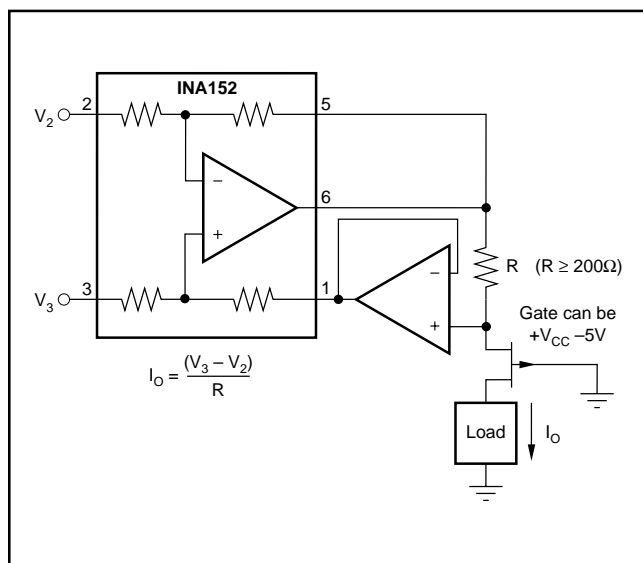 INA152
2
5
V2
−
6
+
−
R (R ≥ 200Ω)
V3
3
1
+
Gate can be
+VCC –5V
IO = (V3 – V2)
R
Load
IO